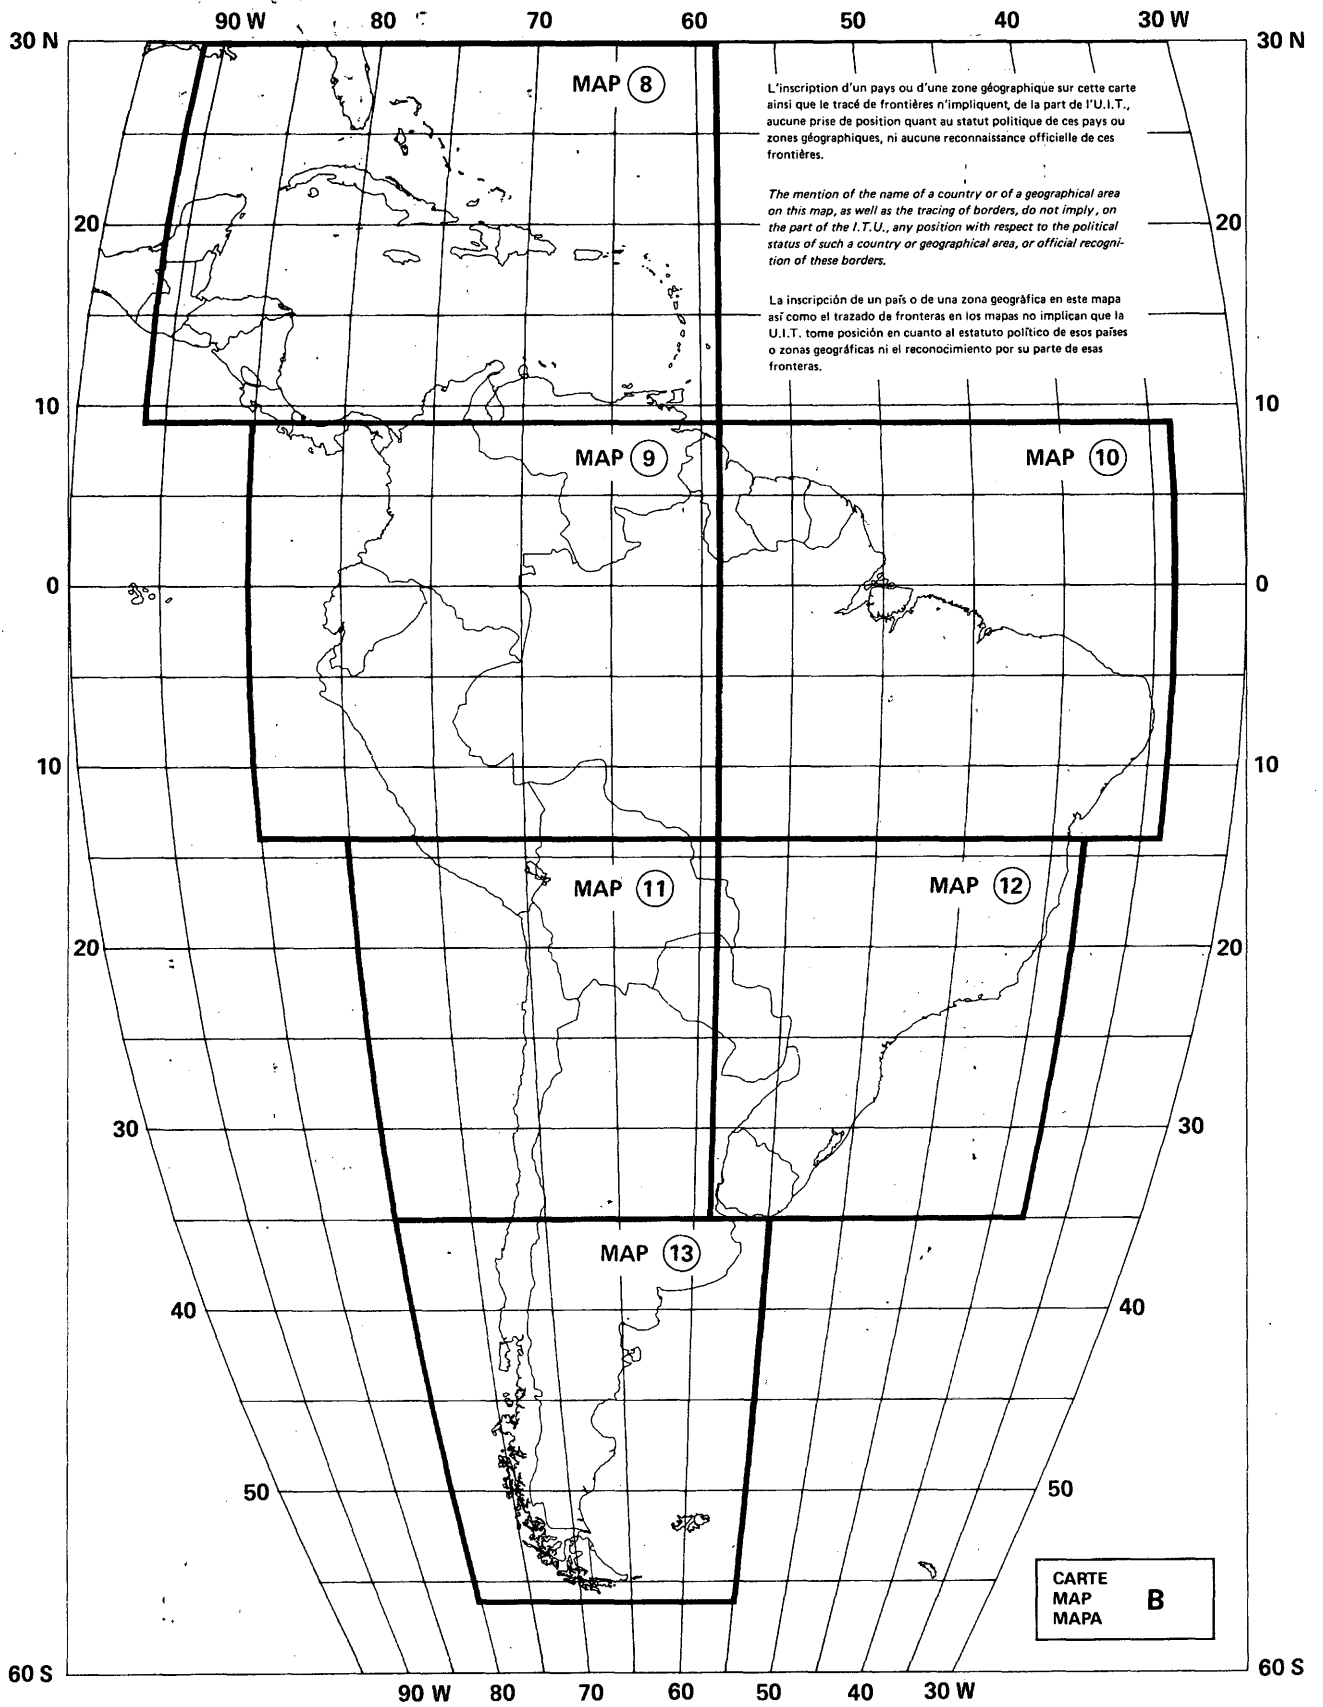 90 W 80 70 60 50 40 30 W
30 N 30 N
MAP 8
L'inscription d'un pays ou d'une zone géographique sur cette carte
ainsi que le tracé de frontières n'impliquent, de la part de l'U.I.T.,
aucune prise de position quant au statut politique de ces pays ou
zones géographiques, ni aucune reconnaissance officielle de ces
frontières.
The mention of the name of a country or of a geographical area
on this map, as well as the tracing of borders, do not imply, on
the part of the I.T.U., any position with respect to the political
status of such a country or geographical area, or official recogni-
tion of these borders.
20 20
La inscripción de un país o de una zona geográfica en este mapa
así como el trazado de fronteras en los mapas no implican que la
U.I.T. tome posición en cuanto al estatuto político de esos países
o zonas geográficas ni el reconocimiento por su parte de esas
fronteras.
10 10
MAP 9 MAP 10
0 0
10 10
MAP 11 MAP 12
20 20
30 30
MAP 13
40 40
50 50
CARTE
MAP B
MAPA
60 S 60 S
90 W 80 70 60 50 40 30 W